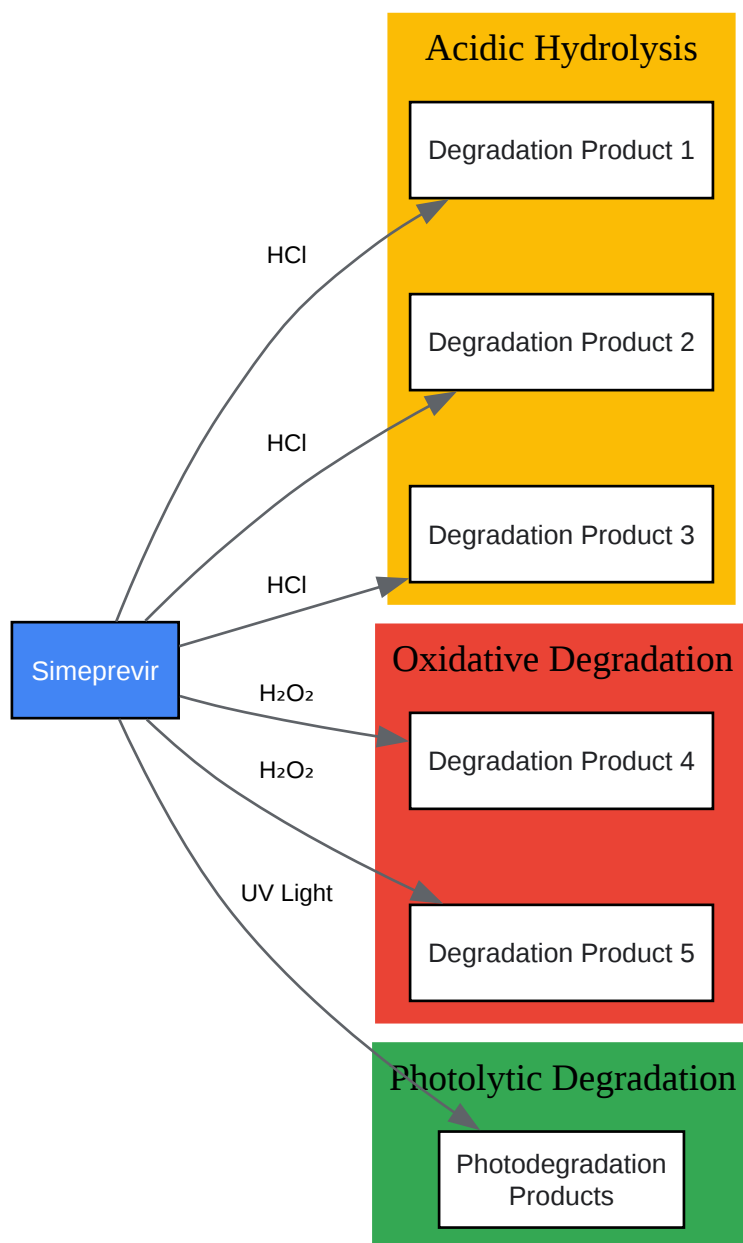 Acidic Hydrolysis
Degradation Product 1
HCl
Degradation Product 2
HCl
Degradation Product 3
HCl
Simeprevir
Oxidative Degradation
H₂O₂
Degradation Product 4
H₂O₂
UV Light
Degradation Product 5
Photolytic Degradation
Photodegradation
Products